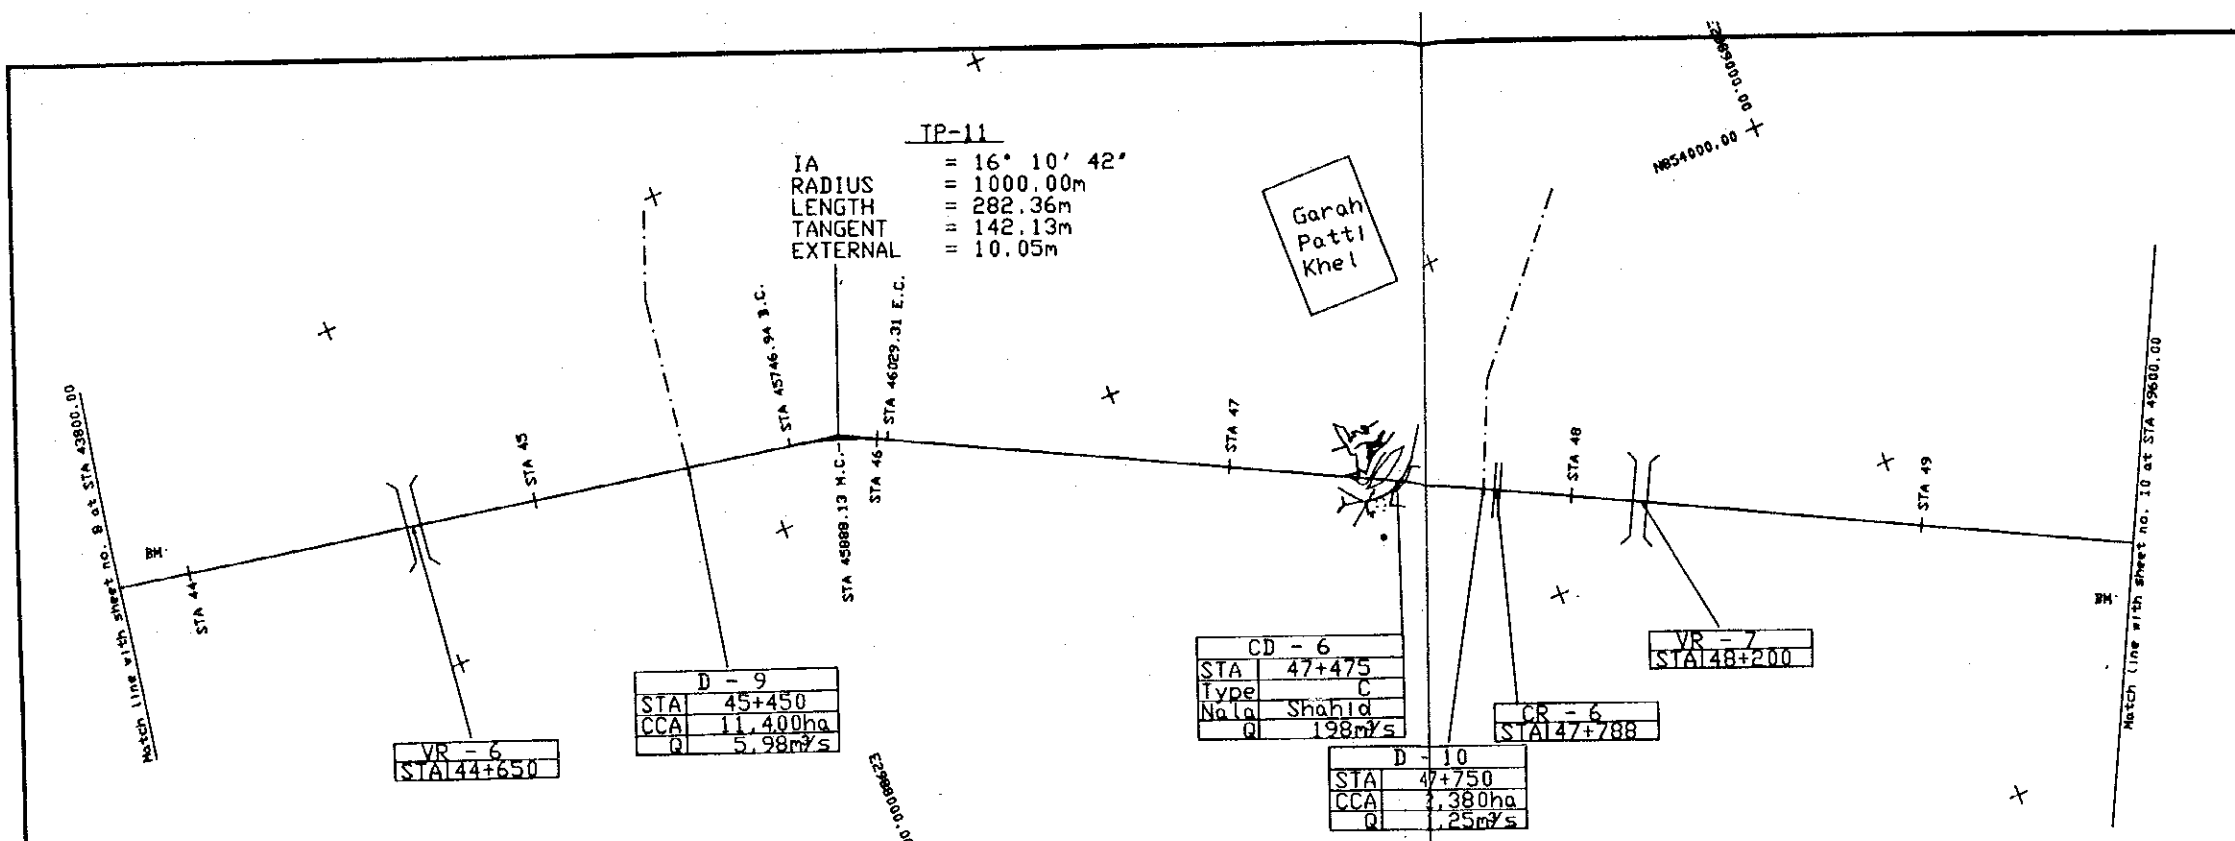 E2989000.00
N854000.00
TP-11
IA = 16° 10' 42"
RADIUS = 1000.00m
LENGTH = 282.36m
TANGENT = 142.13m
EXTERNAL = 10.05m
Garah
Patti
Khel
Match line with sheet no. 8 at STA 43800.00
BM
STA 44
STA 45
STA 45746.94 B.C.
STA 45888.13 M.C.
STA 46
STA 46029.31 E.C.
STA 47
STA 48
STA 49
Match line with sheet no. 10 at STA 49600.00
BM
VR - 6
STA 44+650
D - 9
STA 45+450
CCA 11,400ha
Q 5.98m³/s
E2988000.00
CD - 6
STA 47+475
Type C
Nala Shahid
Q 198m³/s
D - 10
STA 47+750
CCA ,380ha
Q .25m³/s
CR - 6
STA 47+788
VR - 7
STA 48+200